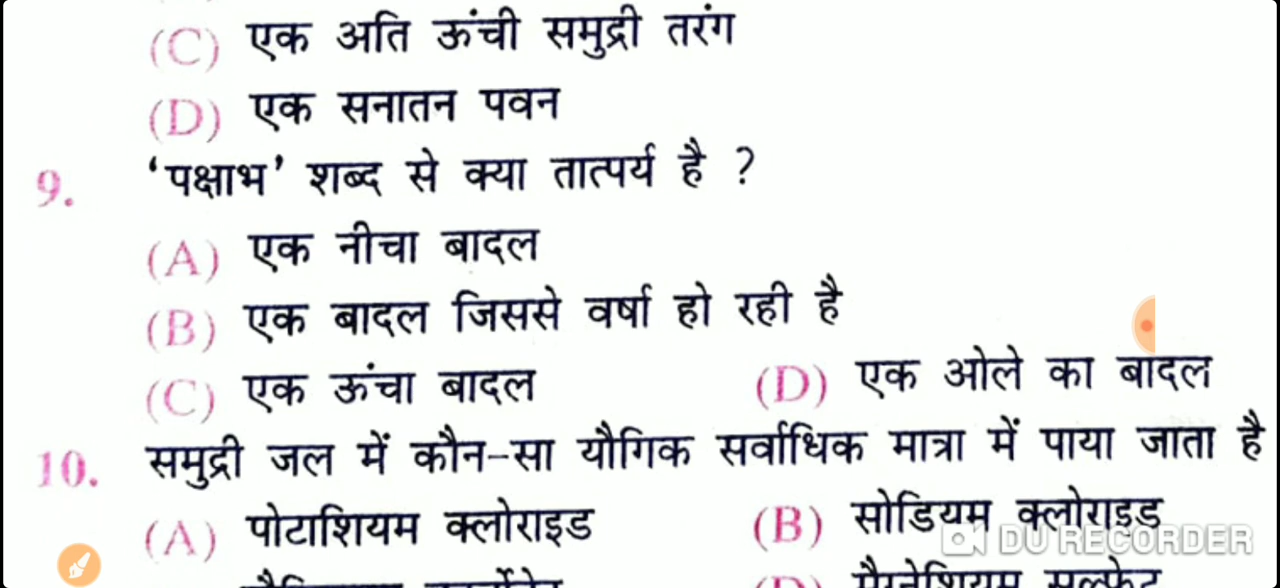 (C) एक अति ऊंची समुद्री तरंग
(D) एक सनातन पवन
9. ‘पक्षाभ’ शब्द से क्या तात्पर्य है ?
(A) एक नीचा बादल
(B) एक बादल जिससे वर्षा हो रही है
(C) एक ऊंचा बादल (D) एक ओले का बादल
10. समुद्री जल में कौन-सा यौगिक सर्वाधिक मात्रा में पाया जाता है
(A) पोटाशियम क्लोराइड (B) सोडियम क्लोराइड
DU RECORDER